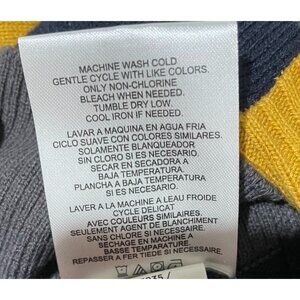 MACHINE WASH COLD
GENTLE CYCLE WITH LIKE COLORS.
ONLY NON-CHLORINE
BLEACH WHEN NEEDED.
TUMBLE DRY LOW.
COOL IRON IF NEEDED.
LAVAR A MAQUINA EN AGUA FRIA
CICLO SUAVE CON COLORES SIMILARES.
SOLAMENTE BLANQUEADOR
SIN CLORO SI ES NECESARIO.
SECAR EN SECADORA A
BAJA TEMPERATURA.
PLANCHA A BAJA TEMPERATURA
SI ES NECESARIO.
LAVER A LA MACHINE A LEAU FROIDE
CYCLE DELICAT
AVEC COULEURS SIMILAIRES.
SEULEMENT AGENT DE BLANCHIMENT
SANS CHLORE SI NECESSAIRE.
SECHAGE EN MACHINE A
BASSE TEMPARATURE.
REPASSER A FER TIEDE SI NECESSAIRE